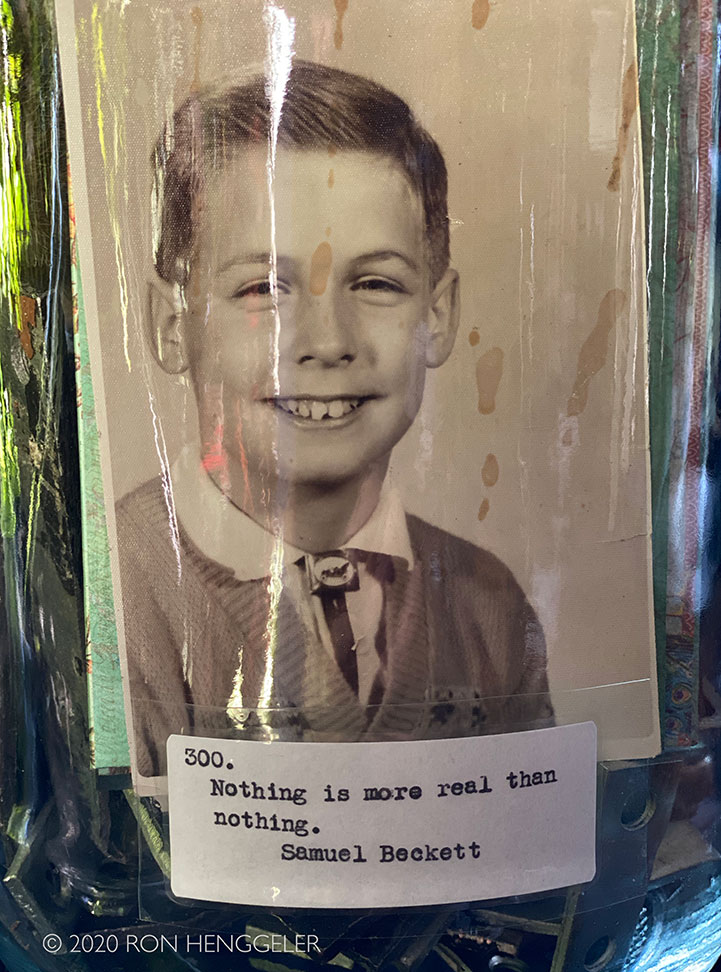 300.
Nothing is more real than
nothing.
Samuel Beckett
© 2020 RON HENGGELER